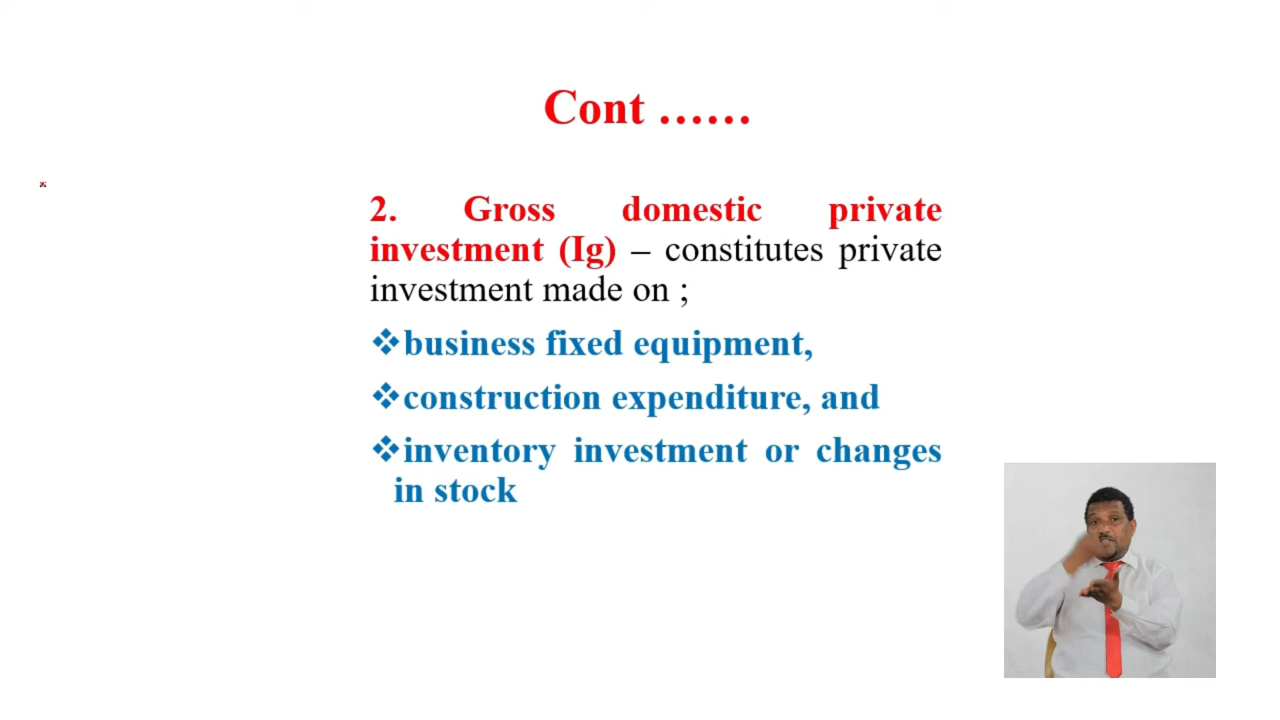 Cont ......
2. Gross domestic private
investment (Ig) – constitutes private
investment made on ;
❖business fixed equipment,
❖construction expenditure, and
❖inventory investment or changes
in stock